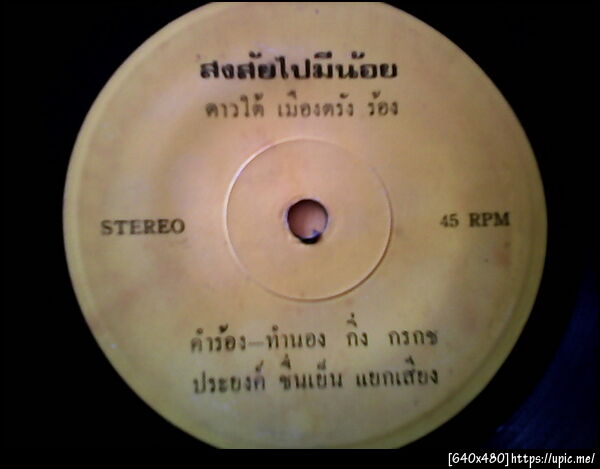 สงสัยไปมีน้อย
ดาวใต้ เมืองตรัง ร้อง
STEREO
45 RPM
คำร้อง—ทำนอง กิ่ง กรกช
ประยงค์ ชื่นเย็น แยกเสียง
[640x480]https://upic.me/